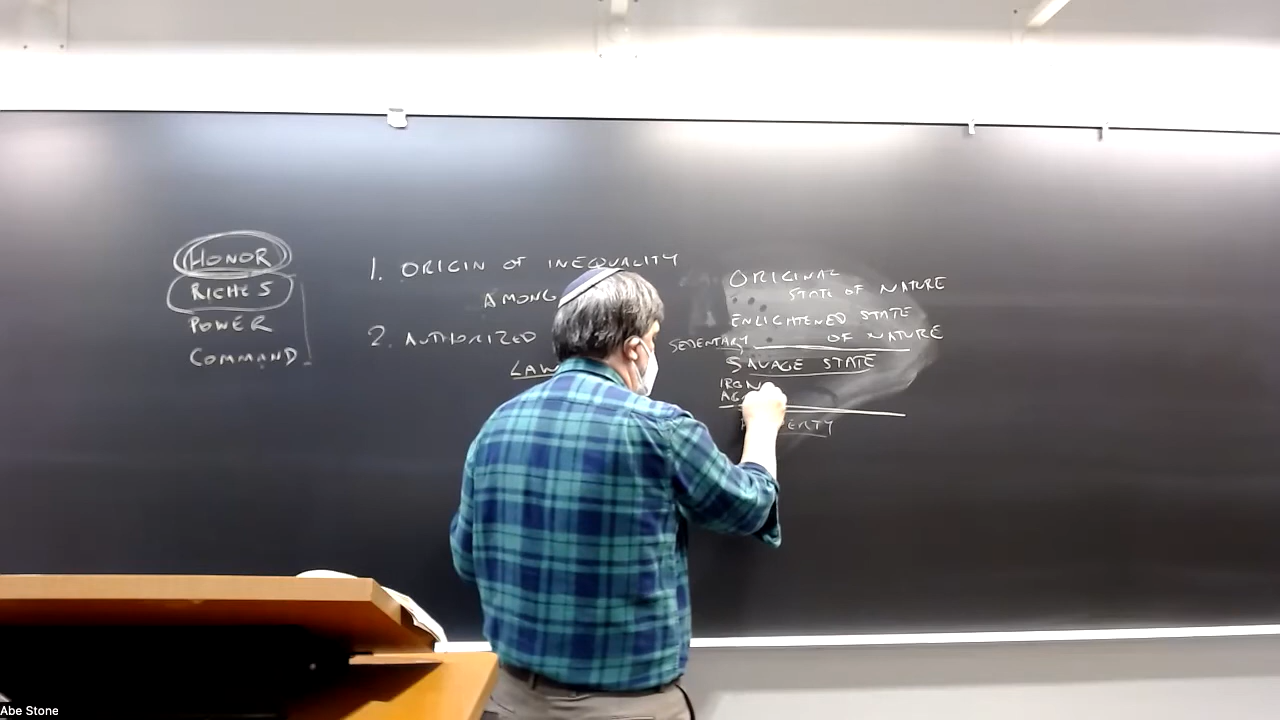 HONOR
RICHES
POWER
COMMAND
1. ORIGIN OF INEQUALITY
AMONG
2. AUTHORIZED
LAW
ORIGINAL
STATE OF NATURE
ENLIGHTENED STATE
OF NATURE
SEDENTARY
SAVAGE STATE
IRON
Abe Stone